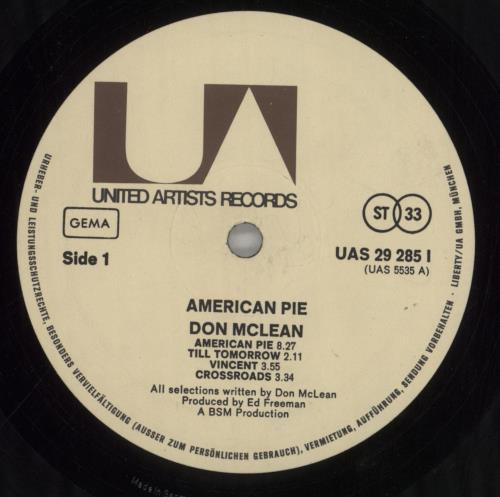 UA
UNITED ARTISTS RECORDS
GEMA
ST 33
Side 1
UAS 29 285 I
(UAS 5535 A)
AMERICAN PIE
DON MCLEAN
AMERICAN PIE 8.27
TILL TOMORROW 2.11
VINCENT 3.55
CROSSROADS 3.34
All selections written by Don McLean
Produced by Ed Freeman
A BSM Production
URHEBER- UND LEISTUNGSSCHUTZRECHTE, BESONDERS VERVIELFÄLTIGUNG (AUSSER ZUM PERSÖNLICHEN GEBRAUCH), VERMIETUNG, AUFFÜHRUNG, SENDUNG VORBEHALTEN · LIBERTY/UA GMBH, MÜNCHEN
Made in